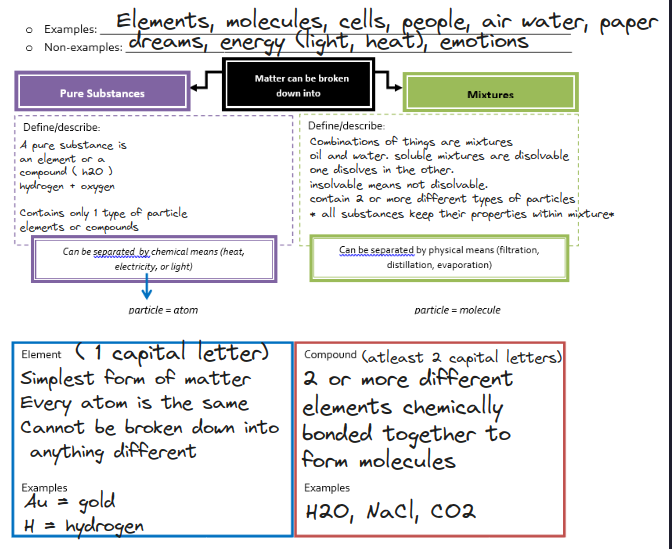 Examples: Elements, molecules, cells, people, air water, paper
Non-examples: dreams, energy (light, heat), emotions
Matter can be broken
down into
Pure Substances
Mixtures
Define/describe:
A pure substance is
an element or a
compound ( h2O )
hydrogen + oxygen
Contains only 1 type of particle
elements or compounds
Define/describe:
Combinations of things are mixtures
oil and water. soluble mixtures are disolvable
one disolves in the other.
insolvable means not disolvable.
contain 2 or more different types of particles
* all substances keep their properties within mixture*
Can be separated by chemical means (heat,
electricity, or light)
Can be separated by physical means (filtration,
distillation, evaporation)
particle = atom
particle = molecule
Element ( 1 capital letter)
Simplest form of matter
Every atom is the same
Cannot be broken down into
anything different
Examples
Au = gold
H = hydrogen
Compound (atleast 2 capital letters)
2 or more different
elements chemically
bonded together to
form molecules
Examples
H2O, NaCl, CO2